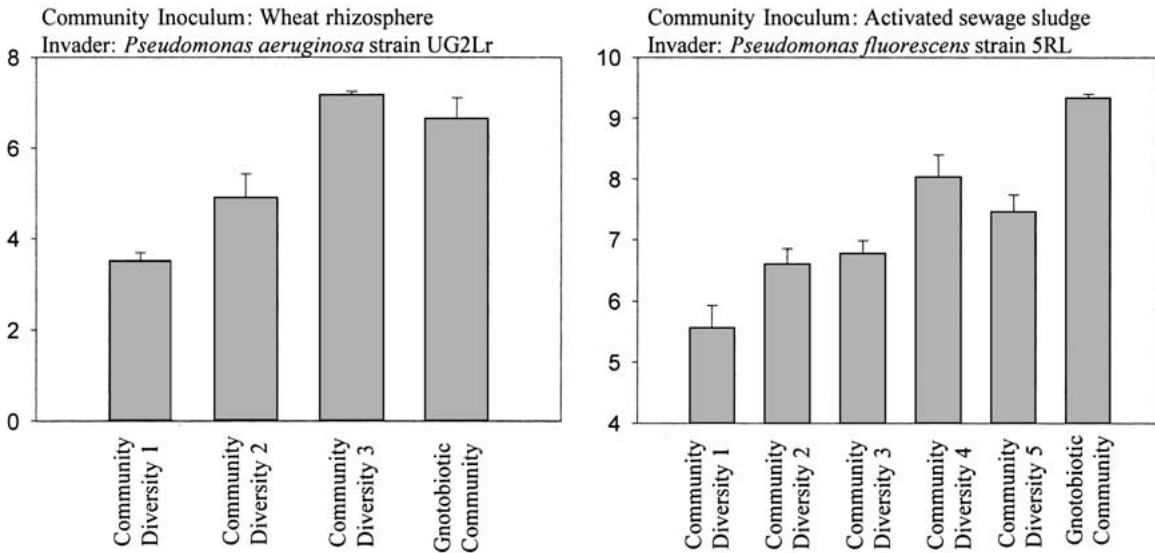 Community Inoculum: Wheat rhizosphere
Invader: Pseudomonas aeruginosa strain UG2Lr
8
6
4
2
0
Community
Diversity 1
Community
Diversity 2
Community
Diversity 3
Gnotobiotic
Community
Community Inoculum: Activated sewage sludge
Invader: Pseudomonas fluorescens strain 5RL
10
9
8
7
6
5
4
Community
Diversity 1
Community
Diversity 2
Community
Diversity 3
Community
Diversity 4
Community
Diversity 5
Gnotobiotic
Community